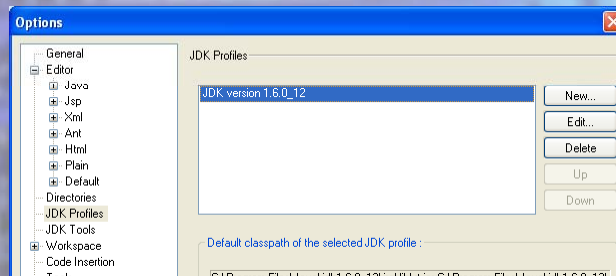 Options
General
Editor
Java
Jsp
Xml
Ant
Html
Plain
Default
Directories
JDK Profiles
JDK Tools
Workspace
Code Insertion
JDK Profiles
JDK version 1.6.0_12
New...
Edit...
Delete
Up
Down
Default classpath of the selected JDK profile :